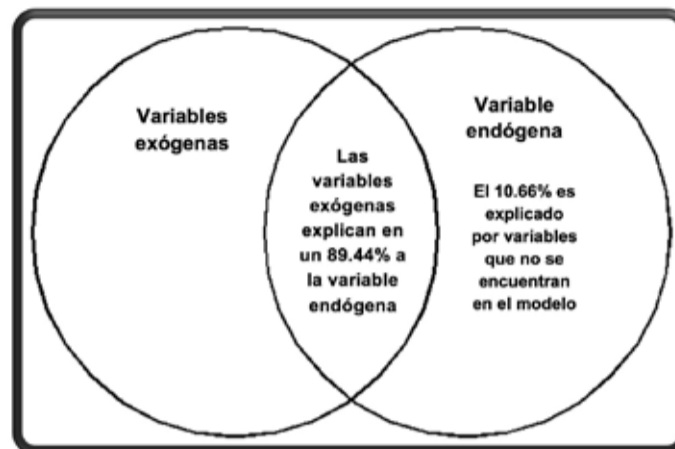 Variables
exógenas
Las
variables
exógenas
explican en
un 89.44% a
la variable
endógena
Variable
endógena
El 10.66% es
explicado
por variables
que no se
encuentran
en el modelo